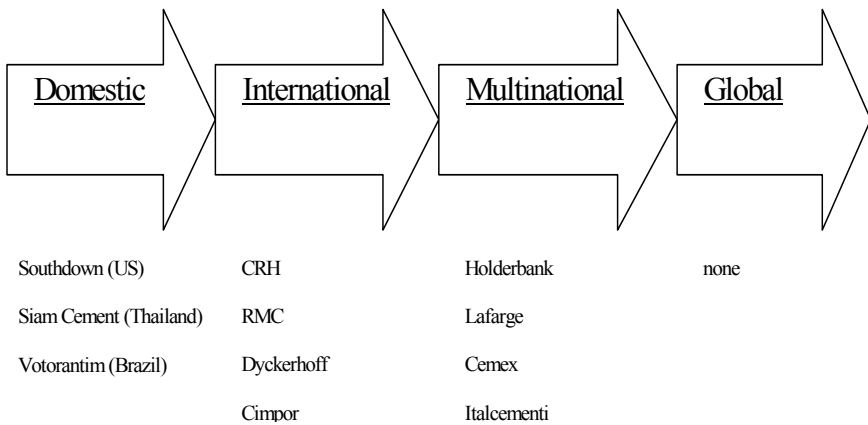 Domestic International Multinational Global
Southdown (US) CRH Holderbank none
Siam Cement (Thailand) RMC Lafarge
Votorantim (Brazil) Dyckerhoff Cemex
Cimpor Italcementi